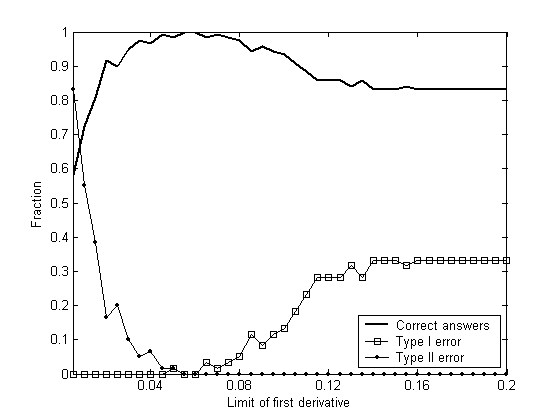 1
0.9
0.8
0.7
0.6
0.5
0.4
0.3
0.2
0.1
0
Fraction
0.04 0.08 0.12 0.16 0.2
Limit of first derivative
Correct answers
Type I error
Type II error